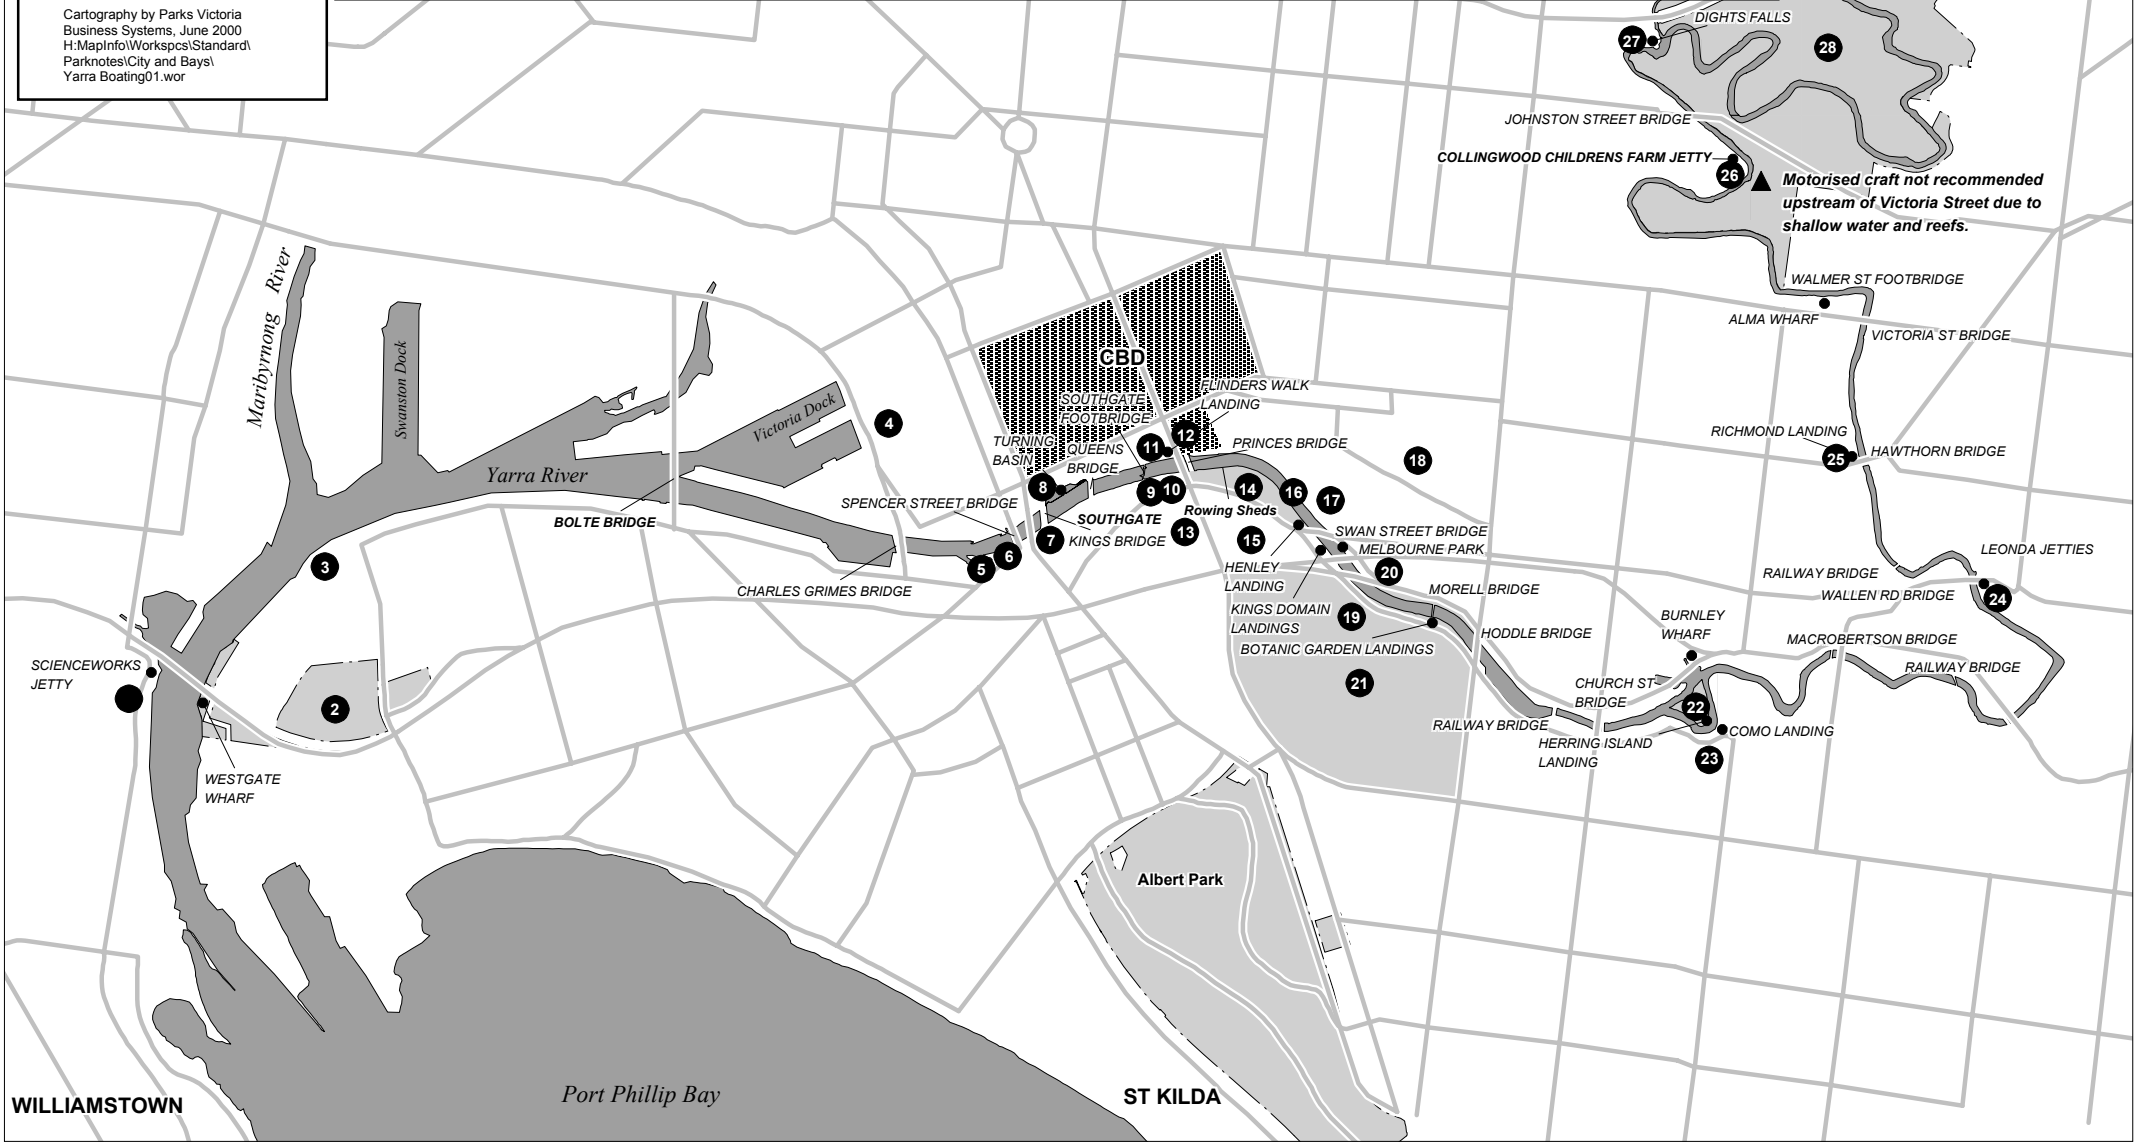 Cartography by Parks Victoria
Business Systems, June 2000
H:MapInfo\Workspcs\Standard\
Parknotes\City and Bays\
Yarra Boating01.wor
DIGHTS FALLS
27
28
JOHNSTON STREET BRIDGE
COLLINGWOOD CHILDRENS FARM JETTY
26
Motorised craft not recommended
upstream of Victoria Street due to
shallow water and reefs.
WALMER ST FOOTBRIDGE
ALMA WHARF
VICTORIA ST BRIDGE
Maribyrnong River
Swanston Dock
Victoria Dock
Yarra River
4
CBD
FLINDERS WALK
LANDING
SOUTHGATE
FOOTBRIDGE
TURNING
BASIN
QUEENS
BRIDGE
11
12
PRINCES BRIDGE
18
RICHMOND LANDING
25
HAWTHORN BRIDGE
8
9
10
14
16
17
SPENCER STREET BRIDGE
BOLTE BRIDGE
SOUTHGATE
Rowing Sheds
7
KINGS BRIDGE
13
15
SWAN STREET BRIDGE
MELBOURNE PARK
3
5
6
CHARLES GRIMES BRIDGE
HENLEY
LANDING
20
KINGS DOMAIN
LANDINGS
19
MORELL BRIDGE
LEONDA JETTIES
RAILWAY BRIDGE
WALLEN RD BRIDGE
24
BURNLEY
WHARF
HODDLE BRIDGE
BOTANIC GARDEN LANDINGS
MACROBERTSON BRIDGE
RAILWAY BRIDGE
SCIENCEWORKS
JETTY
2
21
CHURCH ST
BRIDGE
22
RAILWAY BRIDGE
HERRING ISLAND
LANDING
COMO LANDING
23
WESTGATE
WHARF
Albert Park
Port Phillip Bay
ST KILDA
WILLIAMSTOWN